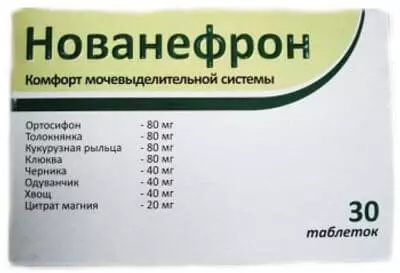 Нованефрон
Комфорт мочевыделительной системы
Ортосифон - 80 мг
Толокнянка - 80 мг
Кукурузная рыльца - 80 мг
Клюква - 80 мг
Черника - 40 мг
Одуванчик - 40 мг
Хвощ - 40 мг
Цитрат магния - 20 мг
30
таблеток